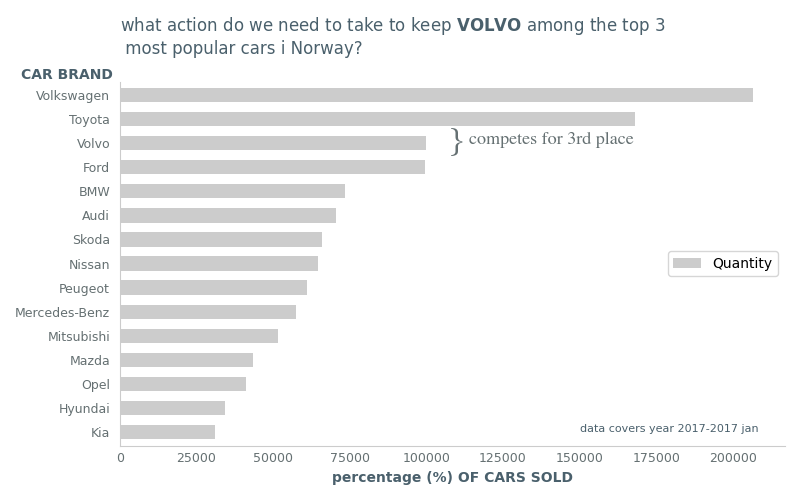 what action do we need to take to keep VOLVO among the top 3
most popular cars i Norway?
CAR BRAND
Volkswagen
Toyota
Volvo
} competes for 3rd place
Ford
BMW
Audi
Skoda
Nissan
Quantity
Peugeot
Mercedes-Benz
Mitsubishi
Mazda
Opel
Hyundai
Kia
data covers year 2017-2017 jan
0 25000 50000 75000 100000 125000 150000 175000 200000
percentage (%) OF CARS SOLD